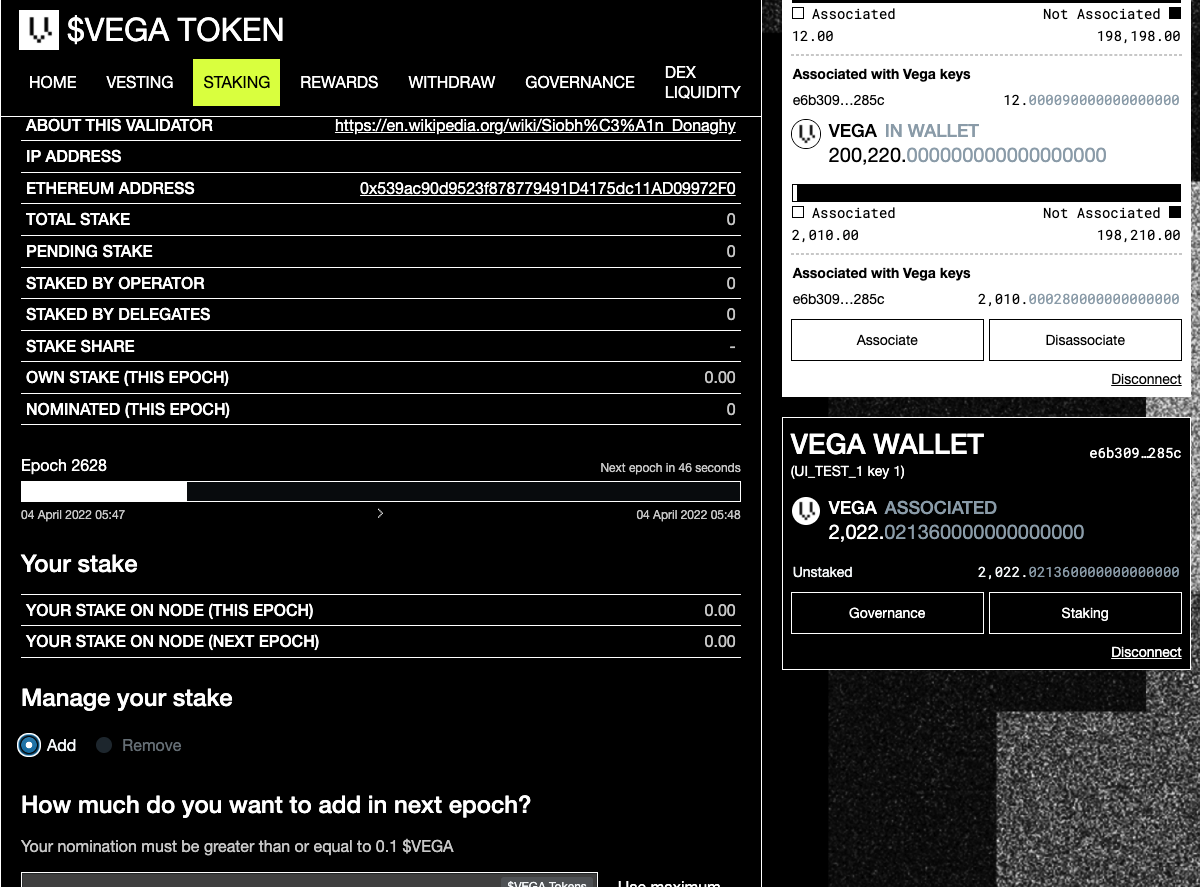 $VEGA TOKEN
HOME VESTING STAKING REWARDS WITHDRAW GOVERNANCE DEX LIQUIDITY
ABOUT THIS VALIDATOR https://en.wikipedia.org/wiki/Siobh%C3%A1n_Donaghy
IP ADDRESS
ETHEREUM ADDRESS 0x539ac90d9523f878779491D4175dc11AD09972F0
TOTAL STAKE 0
PENDING STAKE 0
STAKED BY OPERATOR 0
STAKED BY DELEGATES 0
STAKE SHARE -
OWN STAKE (THIS EPOCH) 0.00
NOMINATED (THIS EPOCH) 0
Epoch 2628 Next epoch in 46 seconds
04 April 2022 05:47 04 April 2022 05:48
Your stake
YOUR STAKE ON NODE (THIS EPOCH) 0.00
YOUR STAKE ON NODE (NEXT EPOCH) 0.00
Manage your stake
Add Remove
How much do you want to add in next epoch?
Your nomination must be greater than or equal to 0.1 $VEGA
$VEGA Tokens Use maximum
Associated Not Associated
12.00 198,198.00
Associated with Vega keys
e6b309…285c 12.000090000000000000
VEGA IN WALLET
200,220.000000000000000000
Associated Not Associated
2,010.00 198,210.00
Associated with Vega keys
e6b309…285c 2,010.000280000000000000
Associate Disassociate
Disconnect
VEGA WALLET e6b309…285c
(UI_TEST_1 key 1)
VEGA ASSOCIATED
2,022.021360000000000000
Unstaked 2,022.021360000000000000
Governance Staking
Disconnect